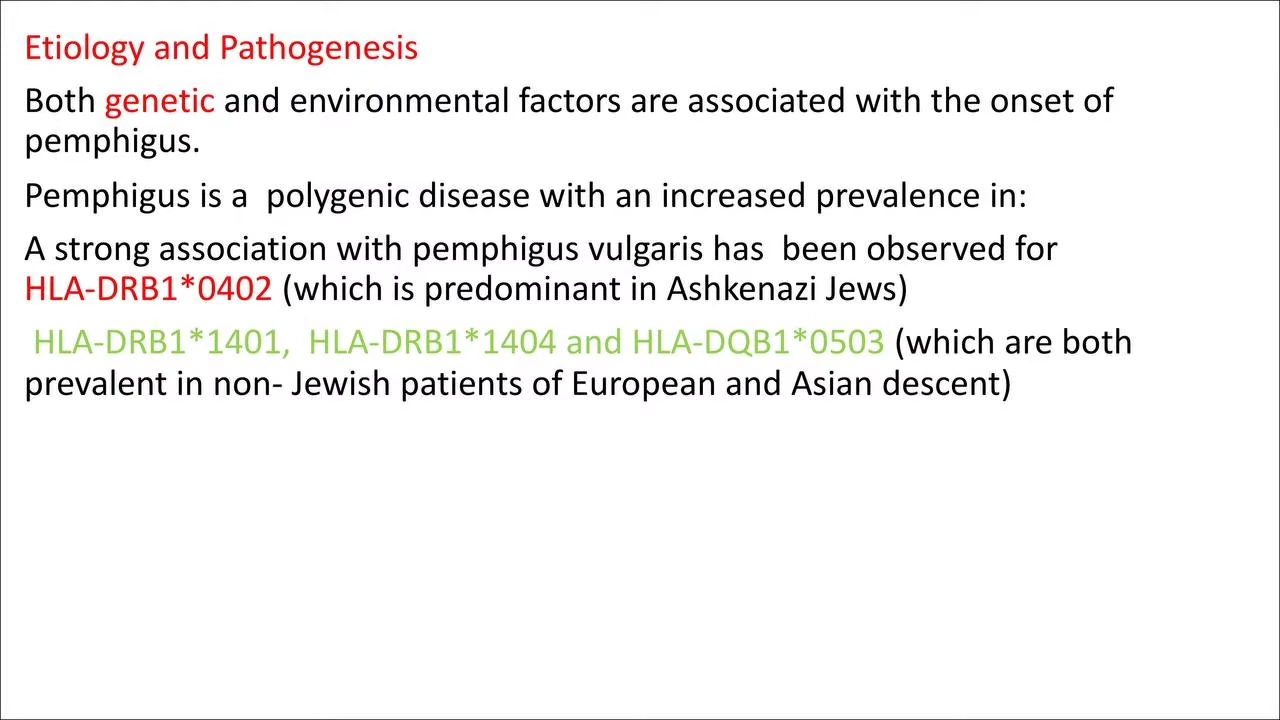 Etiology and Pathogenesis
Both genetic and environmental factors are associated with the onset of
pemphigus.
Pemphigus is a  polygenic disease with an increased prevalence in:
A strong association with pemphigus vulgaris has  been observed for
HLA-DRB1*0402 (which is predominant in Ashkenazi Jews)
HLA-DRB1*1401,  HLA-DRB1*1404 and HLA-DQB1*0503 (which are both
prevalent in non- Jewish patients of European and Asian descent)